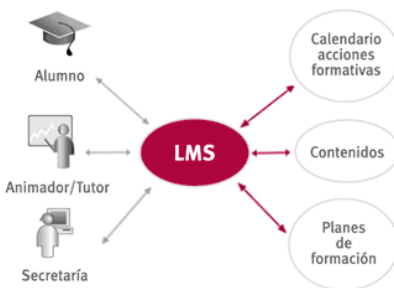 Alumno
Animador/Tutor
Secretaría
LMS
Calendario
acciones
formativas
Contenidos
Planes
de
formación